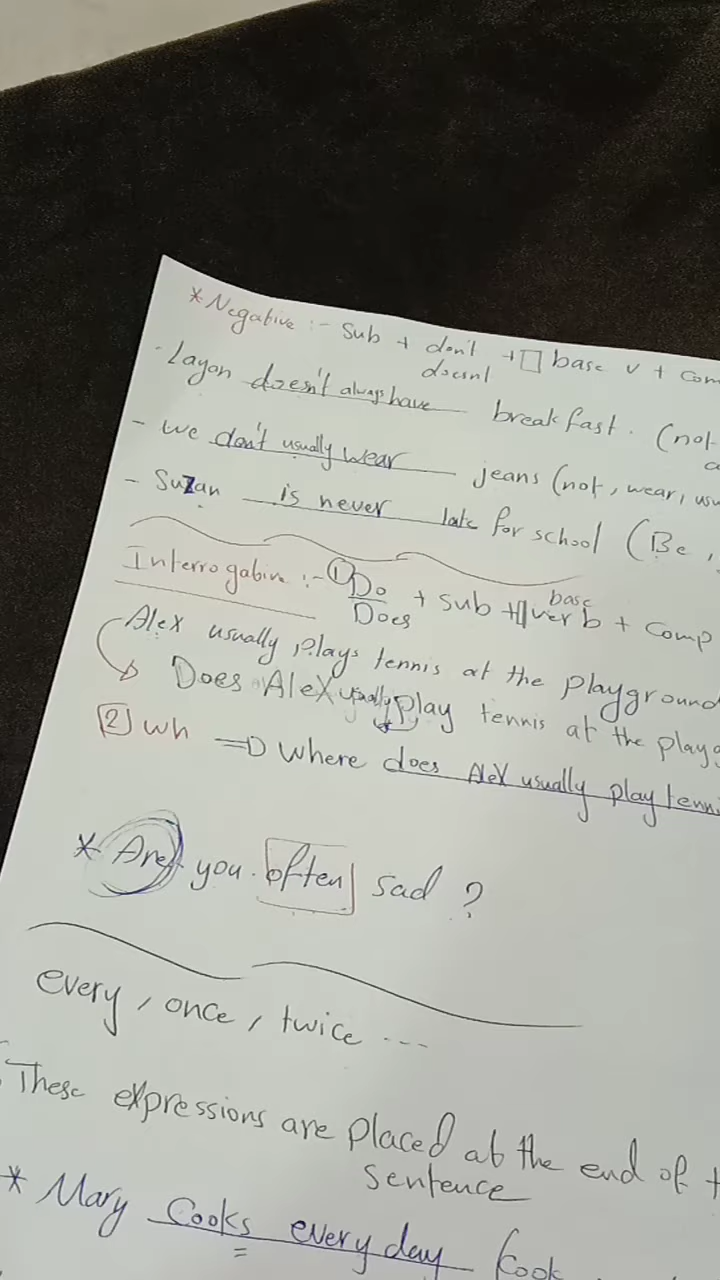 * Negative :- Sub + don't + □ base v + com
doesn't
- Layan doesn't always have breakfast. (not
- we don't usually wear jeans (not, wear, usu
- Suzan is never late for school (Be,
Interrogative :- ① Do + sub + □ verb + comp
Does base
Alex usually plays tennis at the playground
Does Alex usually play tennis at the playg
[2] wh => Where does Alex usually play tenni
* Are you often sad ?
every, once, twice ...
These expressions are placed at the end of t
sentence
* Mary Cooks every day (Cook